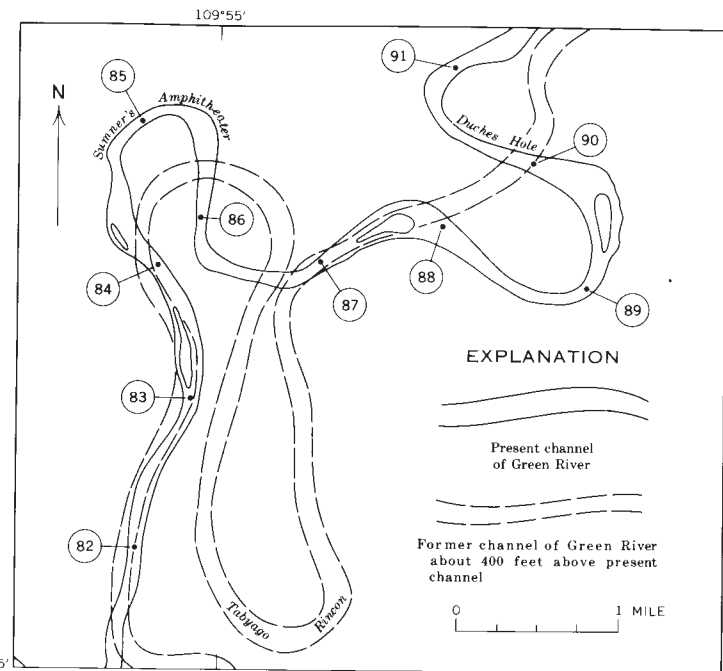 109°55'
91
85
N
Sumner's Amphitheater
Duches Hole
90
86
84
87
88
89
EXPLANATION
83
Present channel
of Green River
82
Former channel of Green River
about 400 feet above present
channel
Tabyago Rincon
0 1 MILE
5'